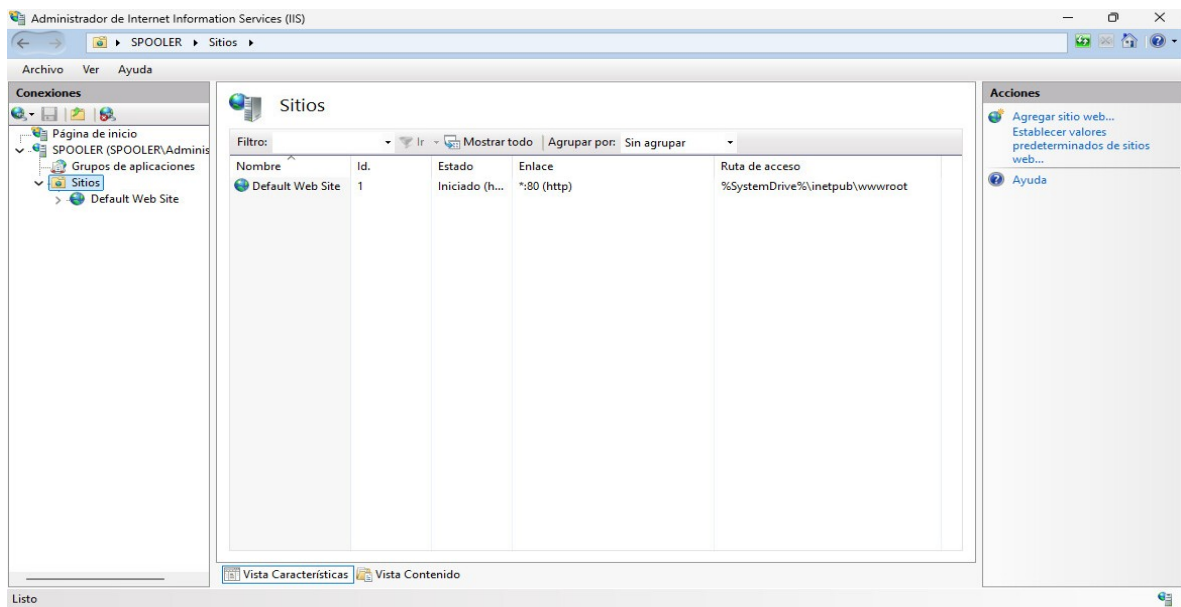 Administrador de Internet Information Services (IIS)
SPOOLER Sitios
Archivo Ver Ayuda
Conexiones
Página de inicio
SPOOLER (SPOOLER\Adminis
Grupos de aplicaciones
Sitios
Default Web Site
Sitios
Filtro: Ir Mostrar todo Agrupar por: Sin agrupar
Nombre Id. Estado Enlace Ruta de acceso
Default Web Site 1 Iniciado (h... *:80 (http) %SystemDrive%\inetpub\wwwroot
Vista Características Vista Contenido
Acciones
Agregar sitio web...
Establecer valores
predeterminados de sitios
web...
Ayuda
Listo